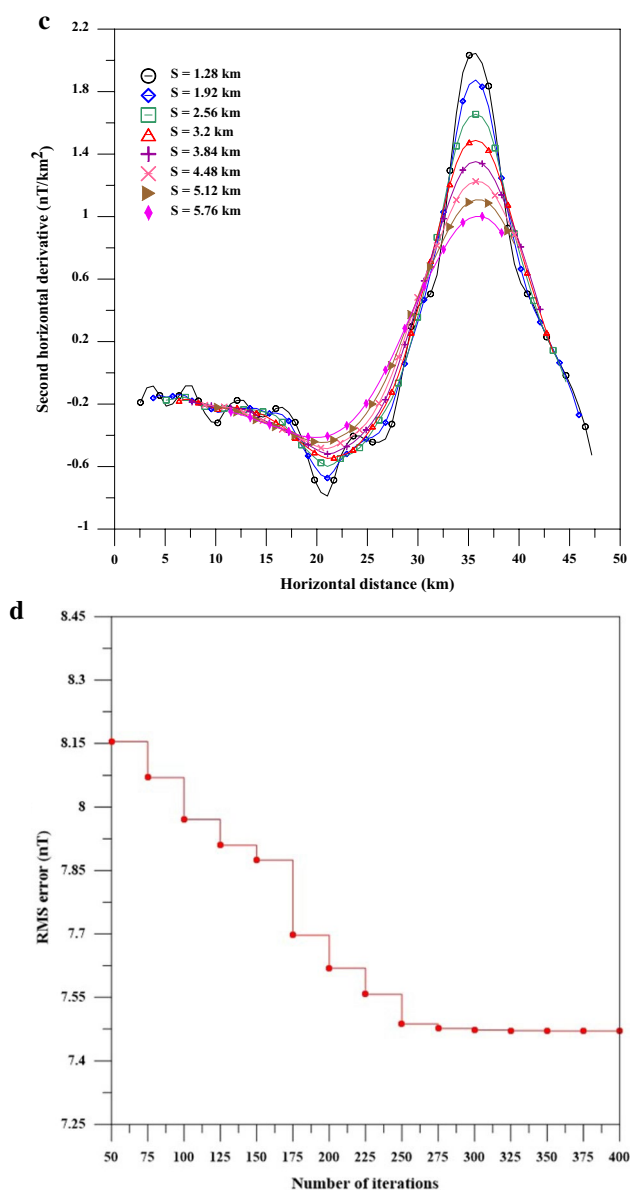 c
2.2
1.8
1.4
1
0.6
0.2
-0.2
-0.6
-1
Second horizontal derivative (nT/km²)
S = 1.28 km
S = 1.92 km
S = 2.56 km
S = 3.2 km
S = 3.84 km
S = 4.48 km
S = 5.12 km
S = 5.76 km
0 5 10 15 20 25 30 35 40 45 50
Horizontal distance (km)
d
8.45
8.3
8.15
8
7.85
7.7
7.55
7.4
7.25
RMS error (nT)
50 75 100 125 150 175 200 225 250 275 300 325 350 375 400
Number of iterations